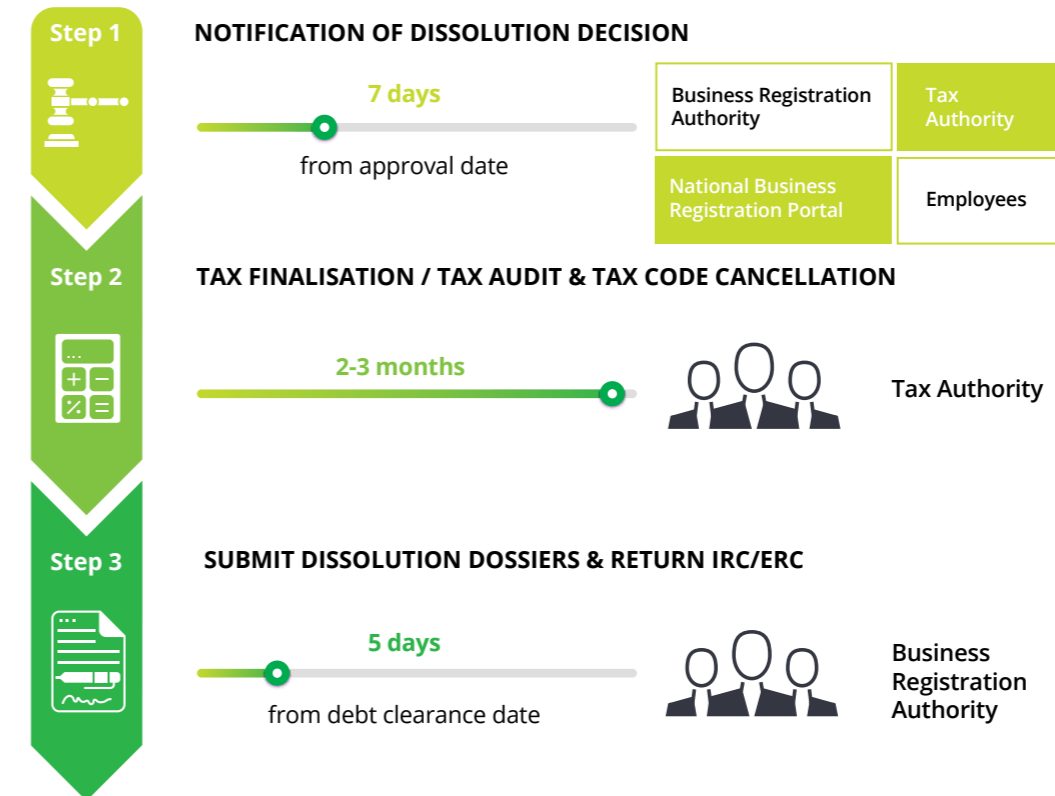 Step 1
NOTIFICATION OF DISSOLUTION DECISION
7 days
from approval date
Business Registration
Authority
Tax
Authority
National Business
Registration Portal
Employees
Step 2
TAX FINALISATION / TAX AUDIT & TAX CODE CANCELLATION
2-3 months
Tax Authority
Step 3
SUBMIT DISSOLUTION DOSSIERS & RETURN IRC/ERC
5 days
from debt clearance date
Business
Registration
Authority